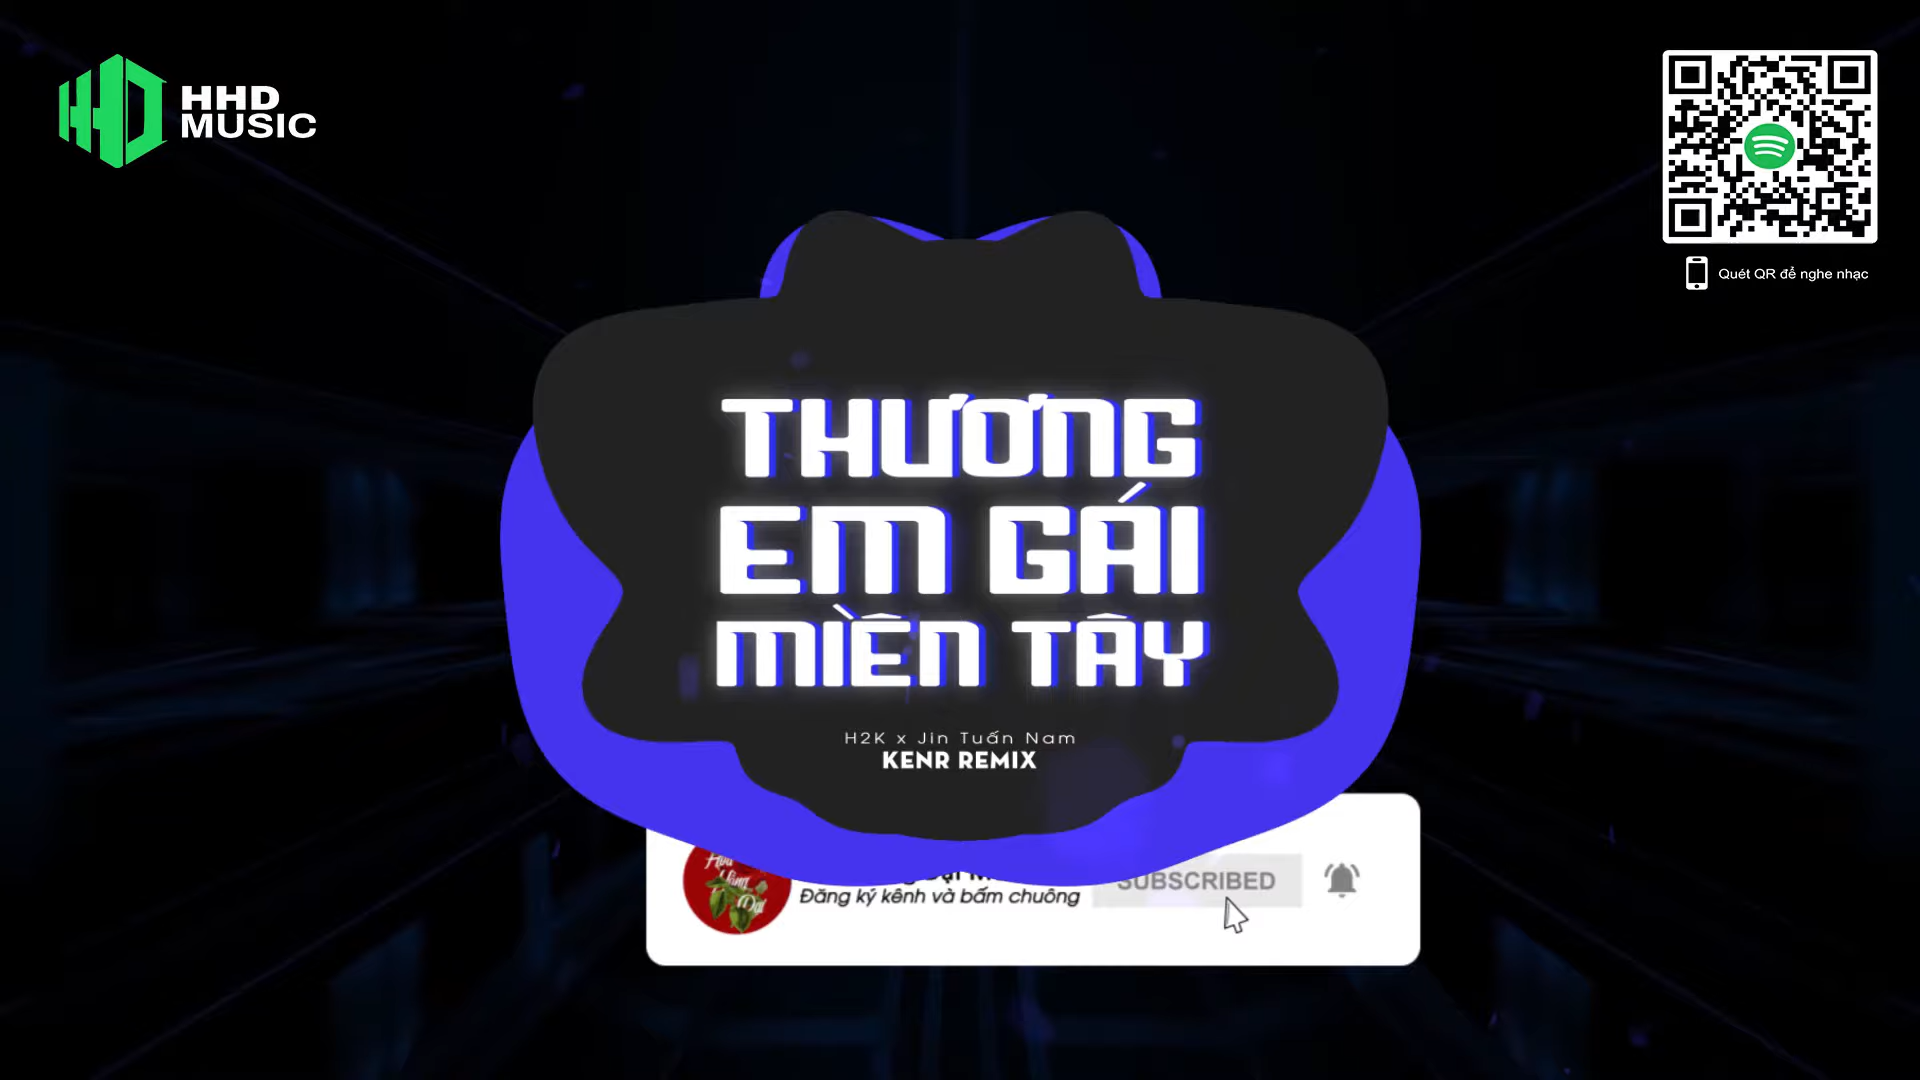 HHD
MUSIC
Quét QR để nghe nhạc
THƯƠNG
EM GÁI
MIỀN TÂY
H2K x Jin Tuấn Nam
KENR REMIX
SUBSCRIBED
Đăng ký kênh và bấm chuông